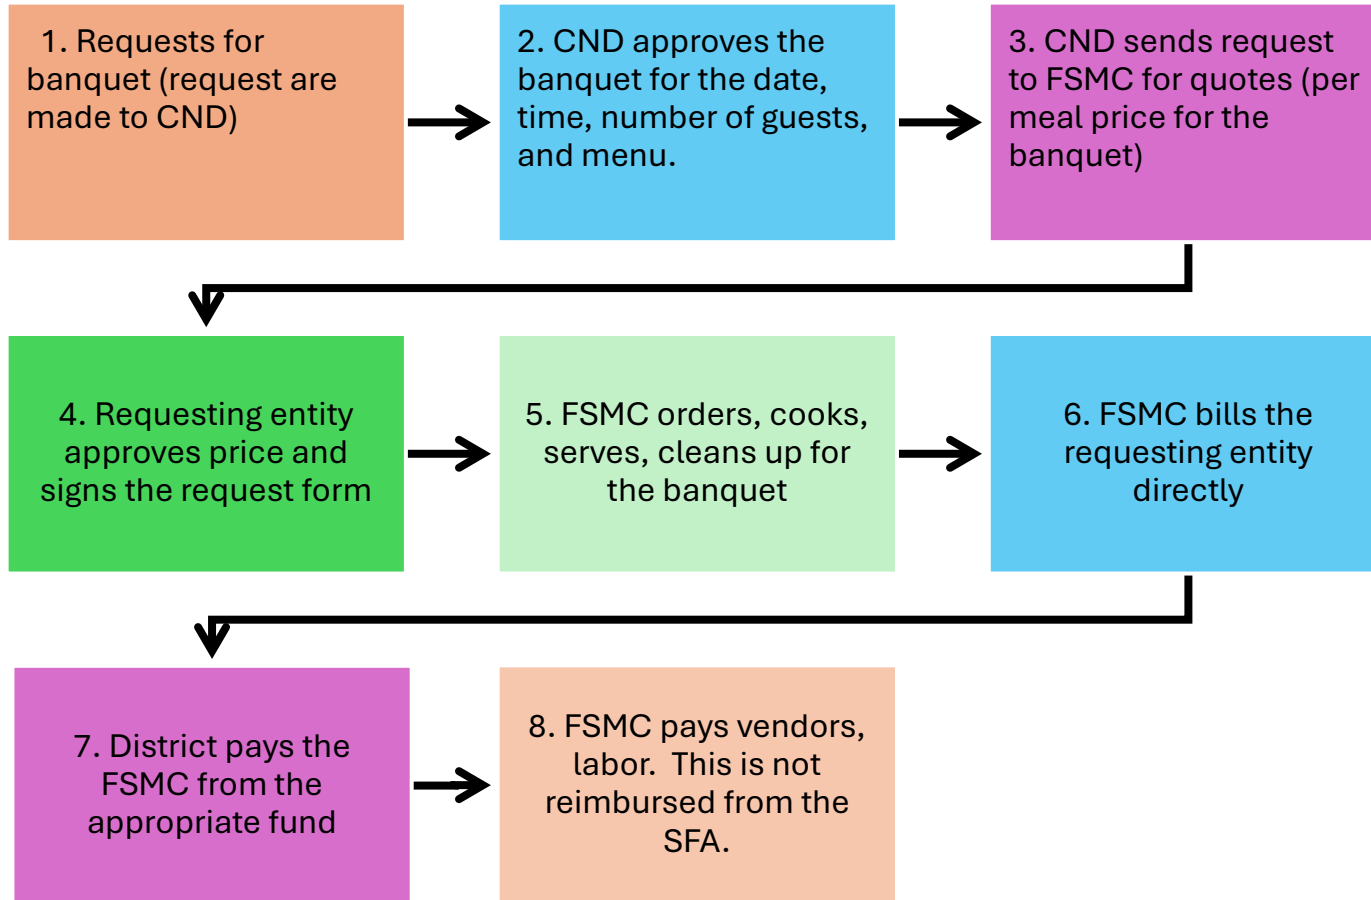 1. Requests for
banquet (request are
made to CND)
2. CND approves the
banquet for the date,
time, number of guests,
and menu.
3. CND sends request
to FSMC for quotes (per
meal price for the
banquet)
4. Requesting entity
approves price and
signs the request form
5. FSMC orders, cooks,
serves, cleans up for
the banquet
6. FSMC bills the
requesting entity
directly
7. District pays the
FSMC from the
appropriate fund
8. FSMC pays vendors,
labor.  This is not
reimbursed from the
SFA.